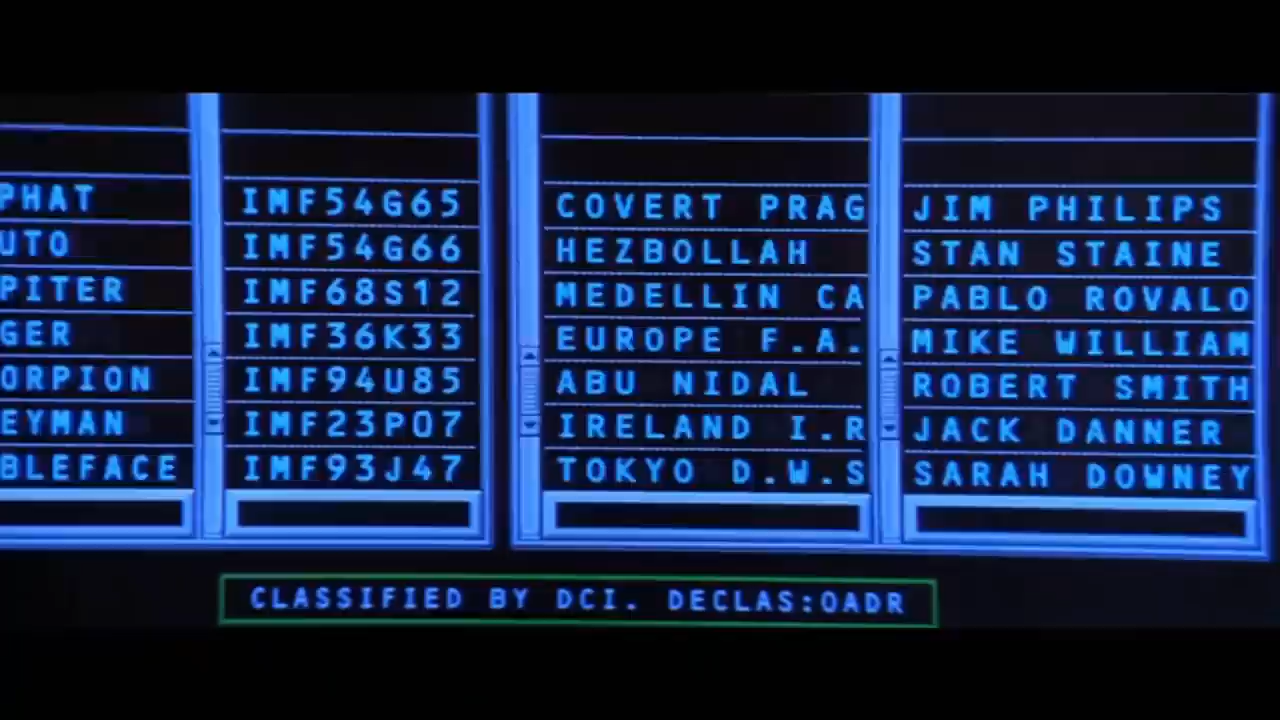 PHAT IMF54G65 COVERT PRAG JIM PHILIPS
UTO IMF54G66 HEZBOLLAH STAN STAINE
PITER IMF68S12 MEDELLIN CA PABLO ROVALO
GER IMF36K33 EUROPE F.A. MIKE WILLIAM
ORPION IMF94U85 ABU NIDAL ROBERT SMITH
EYMAN IMF23P07 IRELAND I.R JACK DANNER
BLEFACE IMF93J47 TOKYO D.W.S SARAH DOWNEY
CLASSIFIED BY DCI. DECLAS:OADR